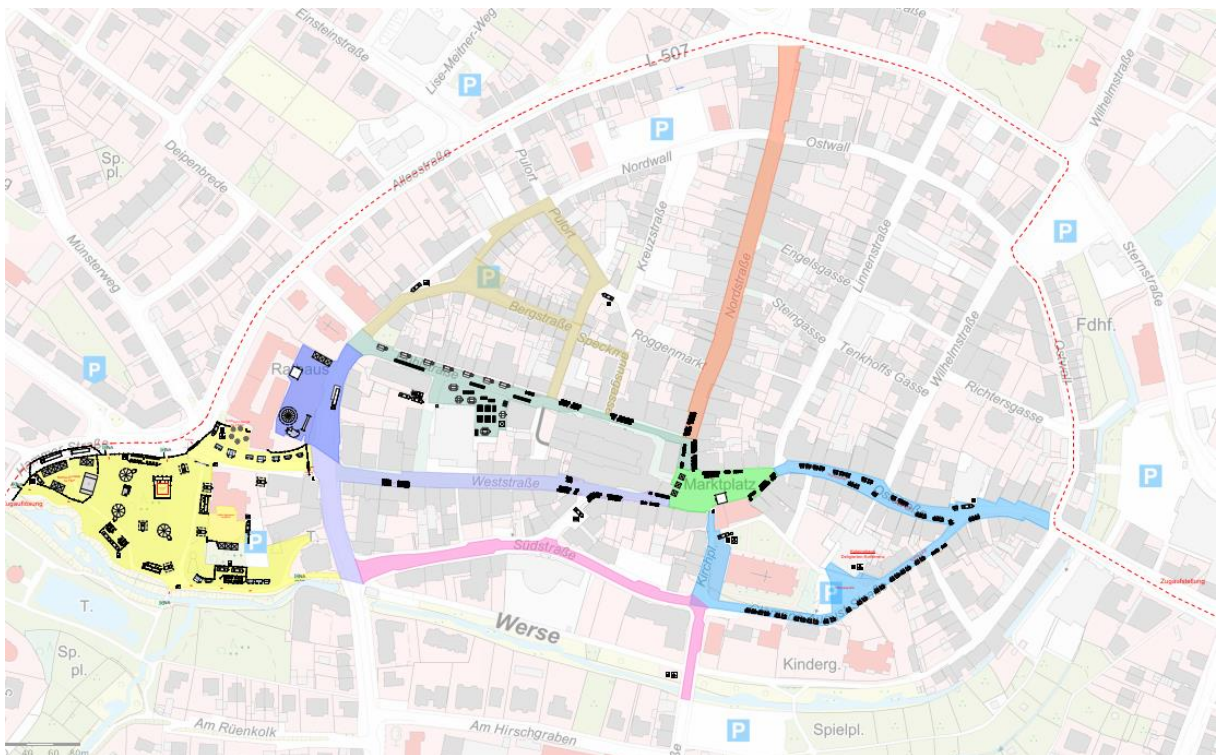 Einsteinstraße
Lise-Meitner-Weg
L 507
P
P
Wilhelmstraße
Sp.
pl.
Deipenbrede
Alleestraße
Pulort
Nordwall
Ostwall
Münsterweg
Pulort
Kreuzstraße
Nordstraße
Engelsgasse
Linnenstraße
P
Sternstraße
P
Bergstraße
Steingasse
Roggenmarkt
Tenkhoffs Gasse
Wilhelmstraße
Fdhf.
Ostwall
Rathaus
Richtersgasse
P
Weststraße
Marktplatz
P
Südstraße
Kirchpl.
P
Zugaufstellung
T.
Werse
Sp.
pl.
Kinderg.
Am Rüenkolk
Am Hirschgraben
P
Spielpl.